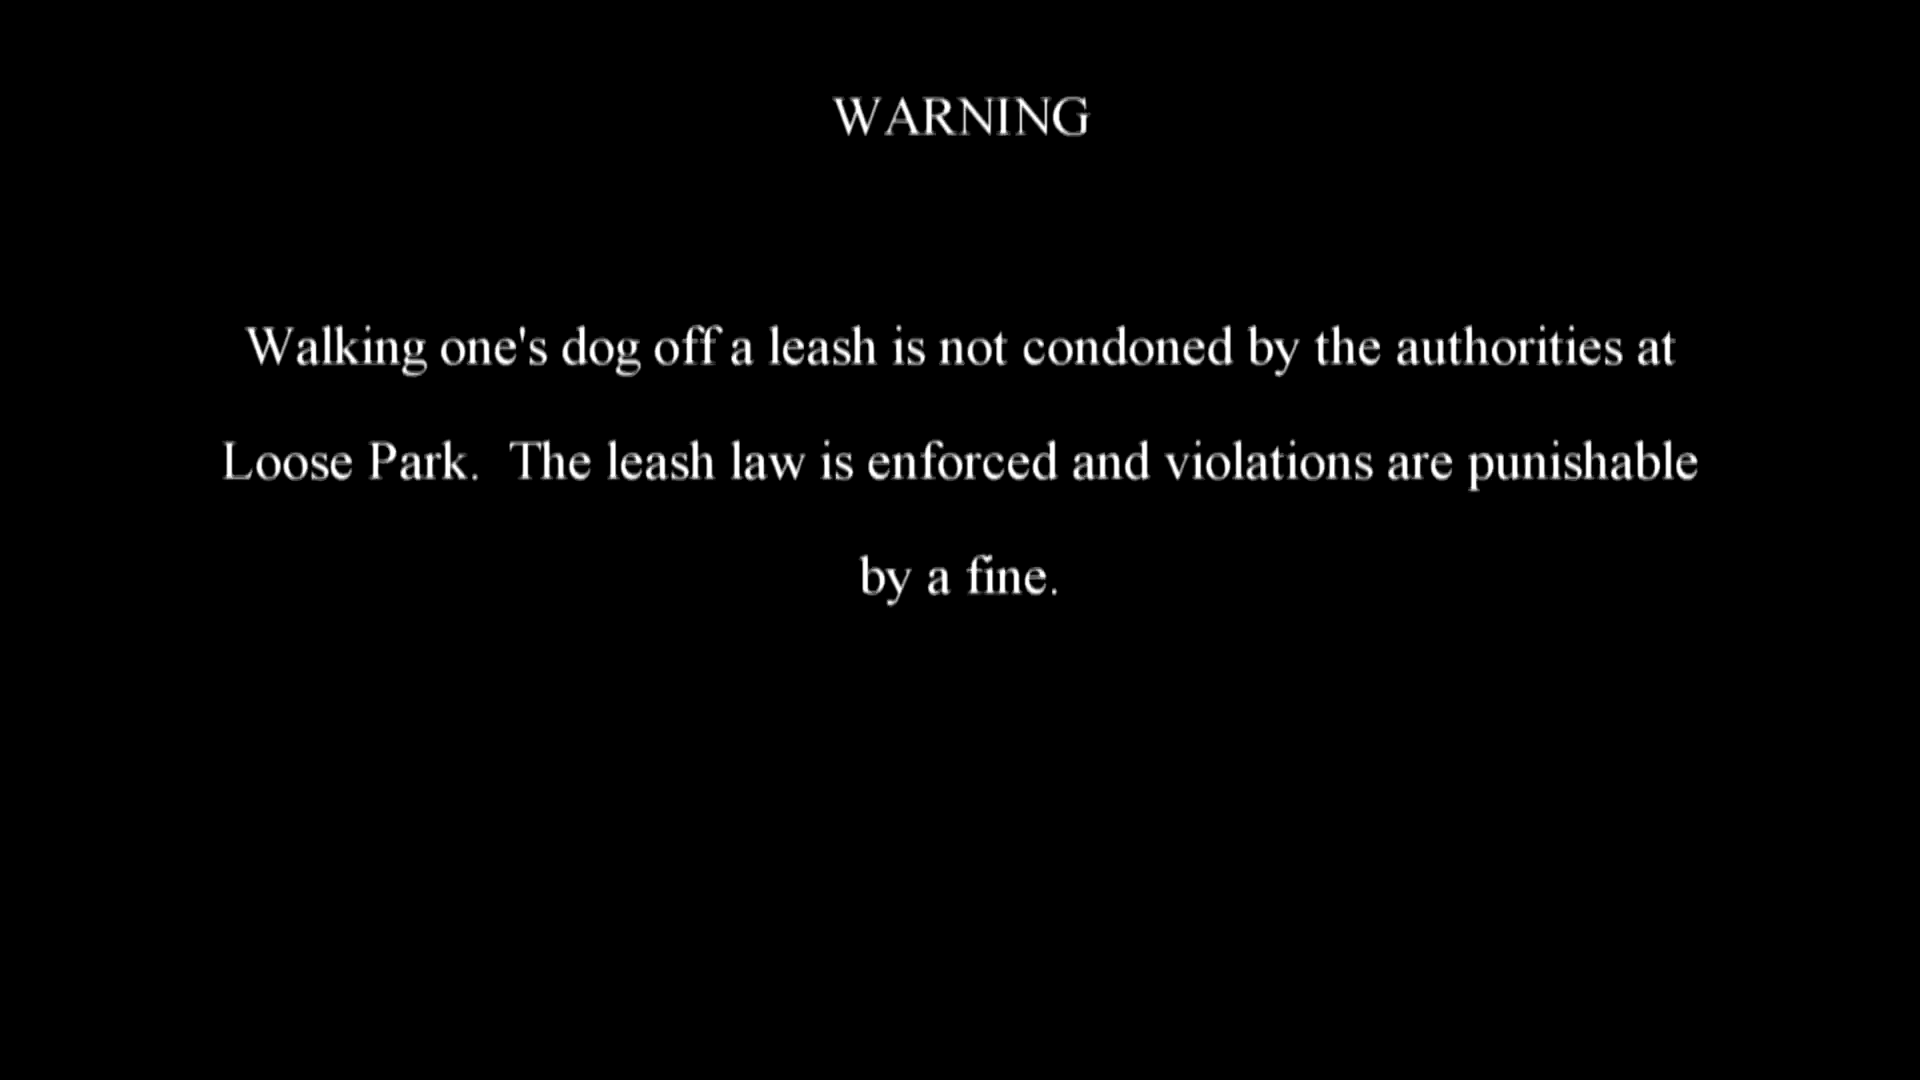 WARNING
Walking one's dog off a leash is not condoned by the authorities at
Loose Park.  The leash law is enforced and violations are punishable
by a fine.